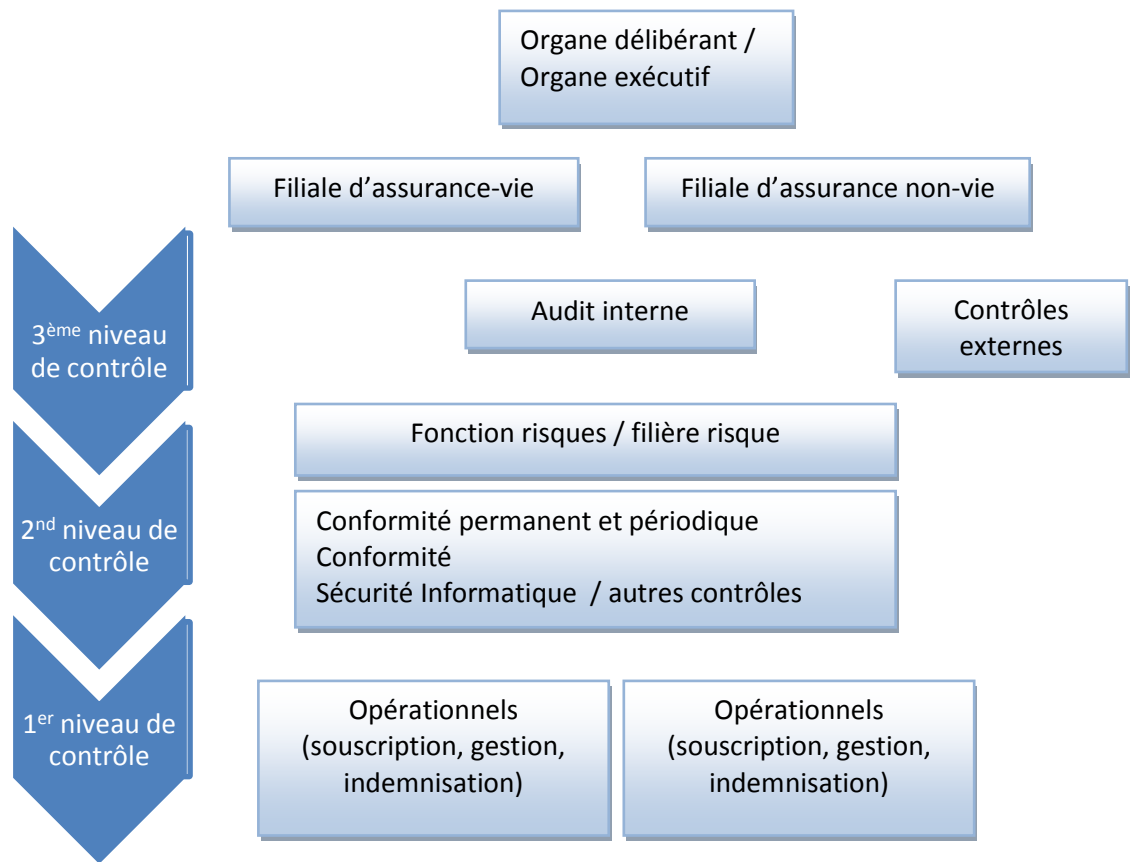 Organe délibérant /
Organe exécutif
Filiale d’assurance-vie
Filiale d’assurance non-vie
3ème niveau
de contrôle
Audit interne
Contrôles
externes
2nd niveau de
contrôle
Fonction risques / filière risque
Conformité permanent et périodique
Conformité
Sécurité Informatique / autres contrôles
1er niveau de
contrôle
Opérationnels
(souscription, gestion,
indemnisation)
Opérationnels
(souscription, gestion,
indemnisation)